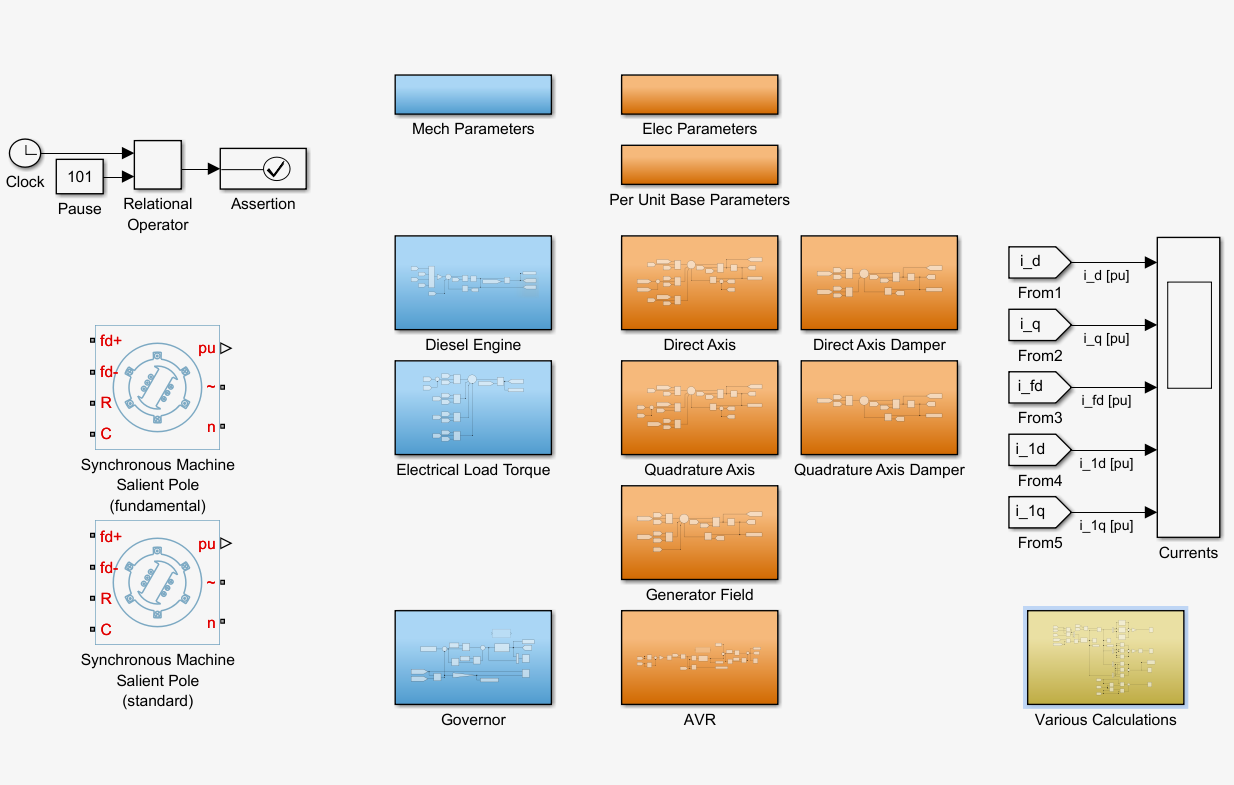 Clock
101
Pause
Relational
Operator
Assertion
Mech Parameters
Elec Parameters
Per Unit Base Parameters
Diesel Engine
Direct Axis
Direct Axis Damper
Electrical Load Torque
Quadrature Axis
Quadrature Axis Damper
Generator Field
Governor
AVR
fd+
fd-
R
C
pu
~
n
Synchronous Machine
Salient Pole
(fundamental)
fd+
fd-
R
C
pu
~
n
Synchronous Machine
Salient Pole
(standard)
i_d
i_d [pu]
From1
i_q
i_q [pu]
From2
i_fd
i_fd [pu]
From3
i_1d
i_1d [pu]
From4
i_1q
i_1q [pu]
From5
Currents
Various Calculations